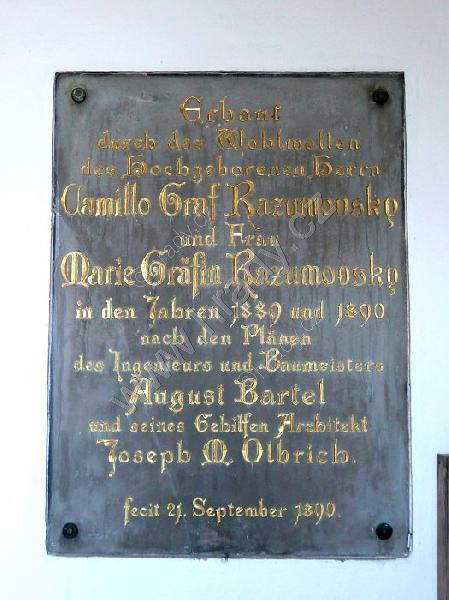 Erbaut
durch des Wohlwollen
des Hochgeborenen Herrn
Camillo Graf Razumovsky
und Frau
Marie Gräfin Razumovsky
in den Jahren 1889 und 1890
nach den Plänen
des Ingenieurs und Baumeisters
August Bartel
und seines Gehilfen Architekt
Joseph M. Olbrich.
fecit 21. September 1890.